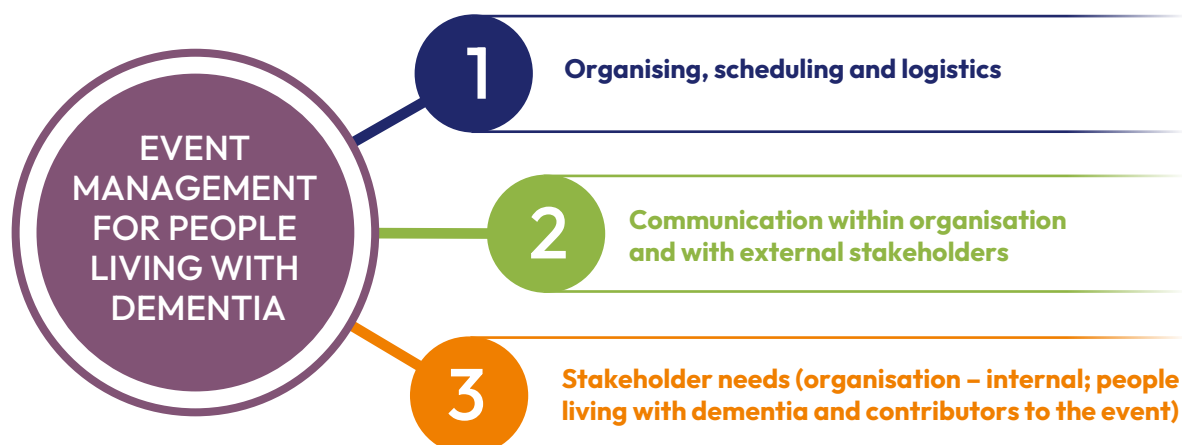 EVENT
MANAGEMENT
FOR PEOPLE
LIVING WITH
DEMENTIA
1
Organising, scheduling and logistics
2
Communication within organisation
and with external stakeholders
3
Stakeholder needs (organisation – internal; people
living with dementia and contributors to the event)